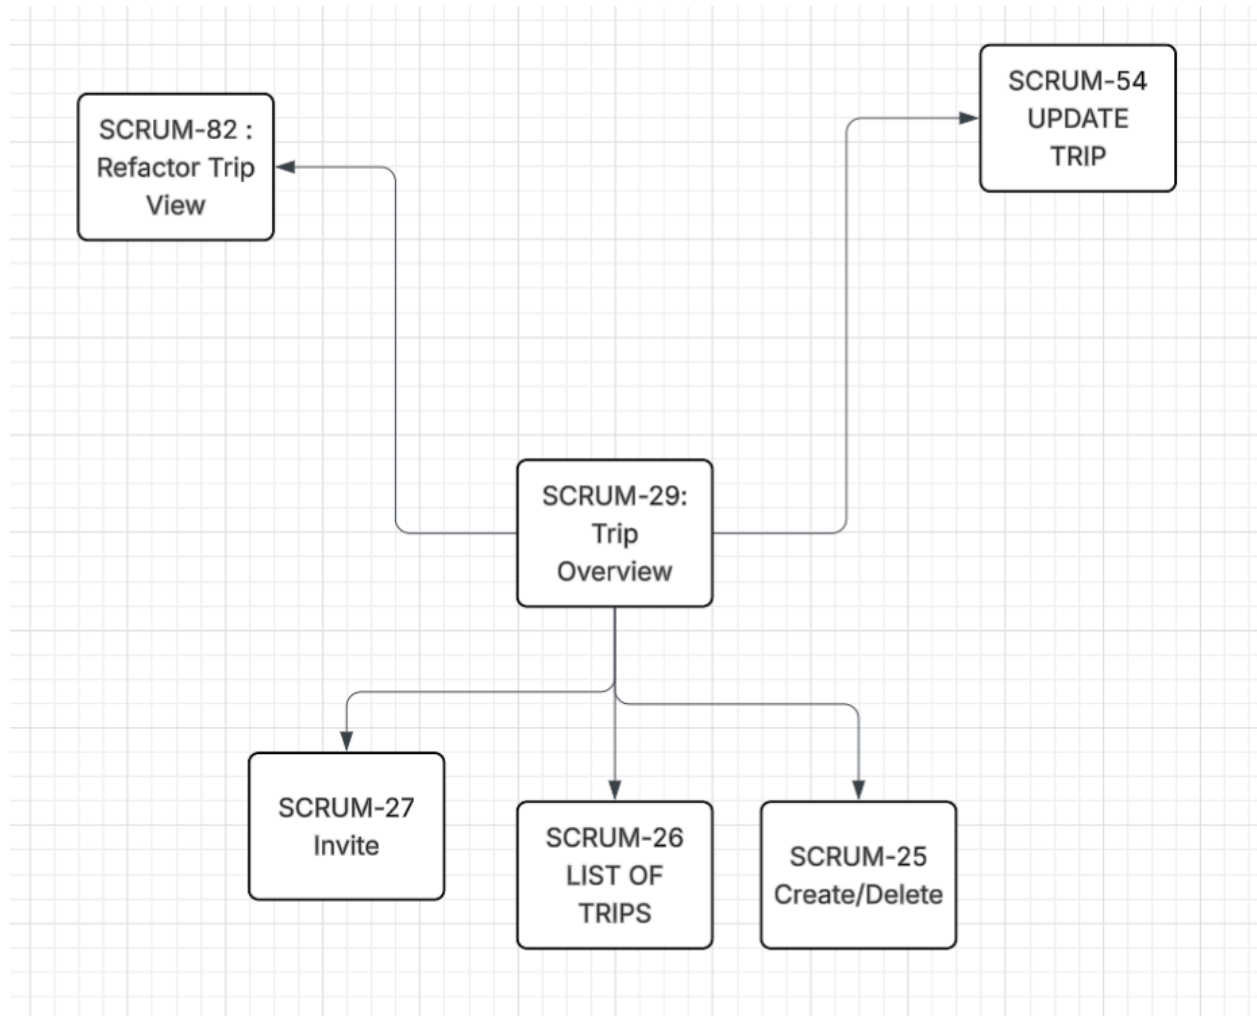 SCRUM-54
UPDATE
TRIP
SCRUM-82 :
Refactor Trip
View
SCRUM-29:
Trip
Overview
SCRUM-27
Invite
SCRUM-26
LIST OF
TRIPS
SCRUM-25
Create/Delete